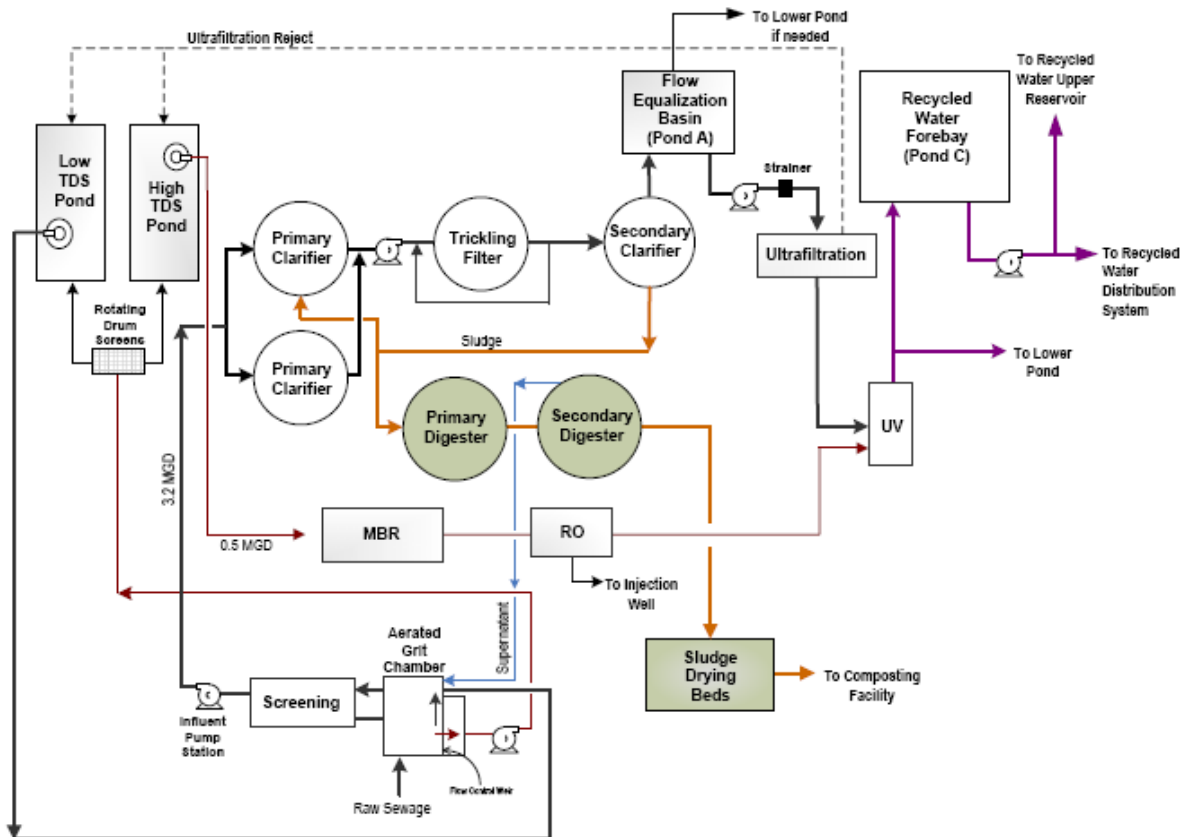 To Lower Pond
if needed
Ultrafiltration Reject
To Recycled
Water Upper
Reservoir
Flow
Equalization
Basin
(Pond A)
Recycled
Water
Forebay
(Pond C)
Low
TDS
Pond
High
TDS
Pond
Strainer
Primary
Clarifier
Trickling
Filter
Secondary
Clarifier
Ultrafiltration
To Recycled
Water
Distribution
System
Rotating
Drum
Screens
Sludge
Primary
Clarifier
To Lower
Pond
Primary
Digester
Secondary
Digester
UV
3.2 MGD
0.5 MGD
MBR
RO
To Injection
Well
Supernatant
Aerated
Grit
Chamber
Sludge
Drying
Beds
To Composting
Facility
Screening
Influent
Pump
Station
Flow Control Weir
Raw Sewage